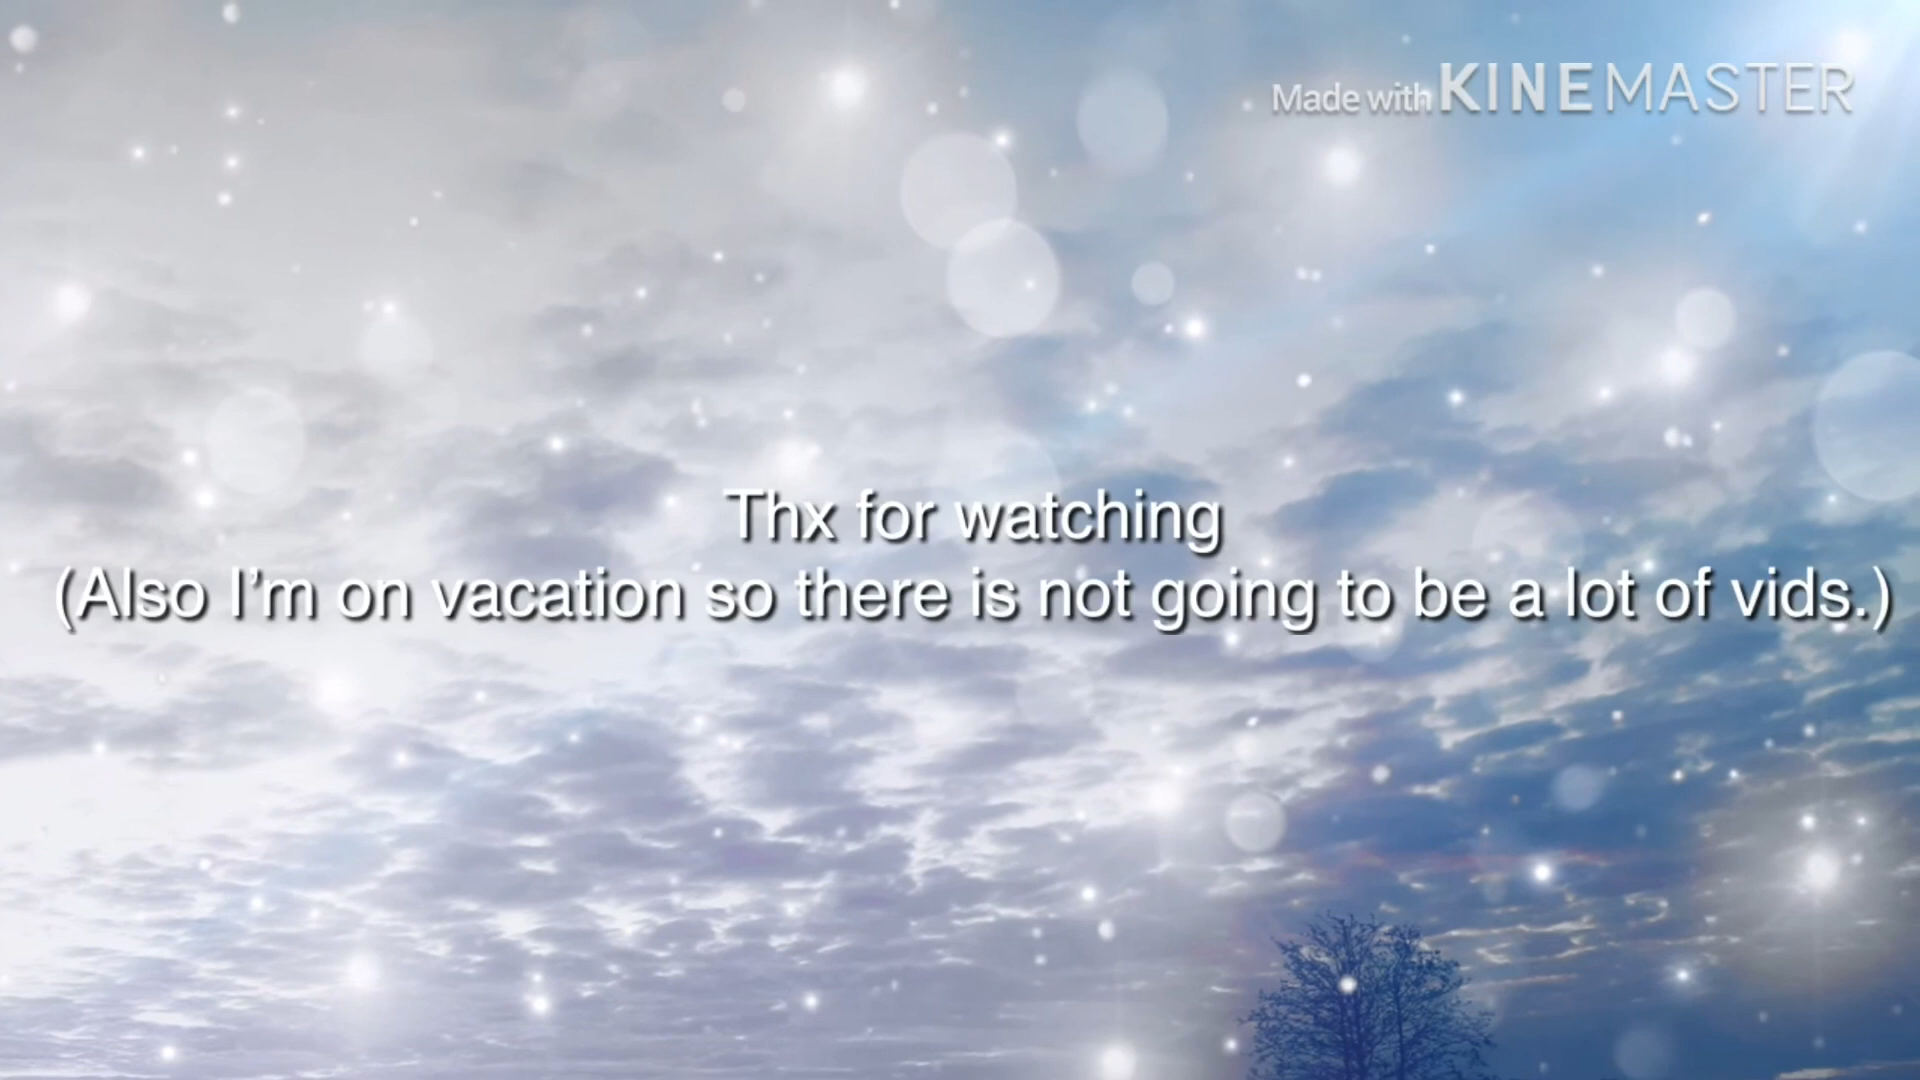 Made with KINEMASTER
Thx for watching
(Also I'm on vacation so there is not going to be a lot of vids.)